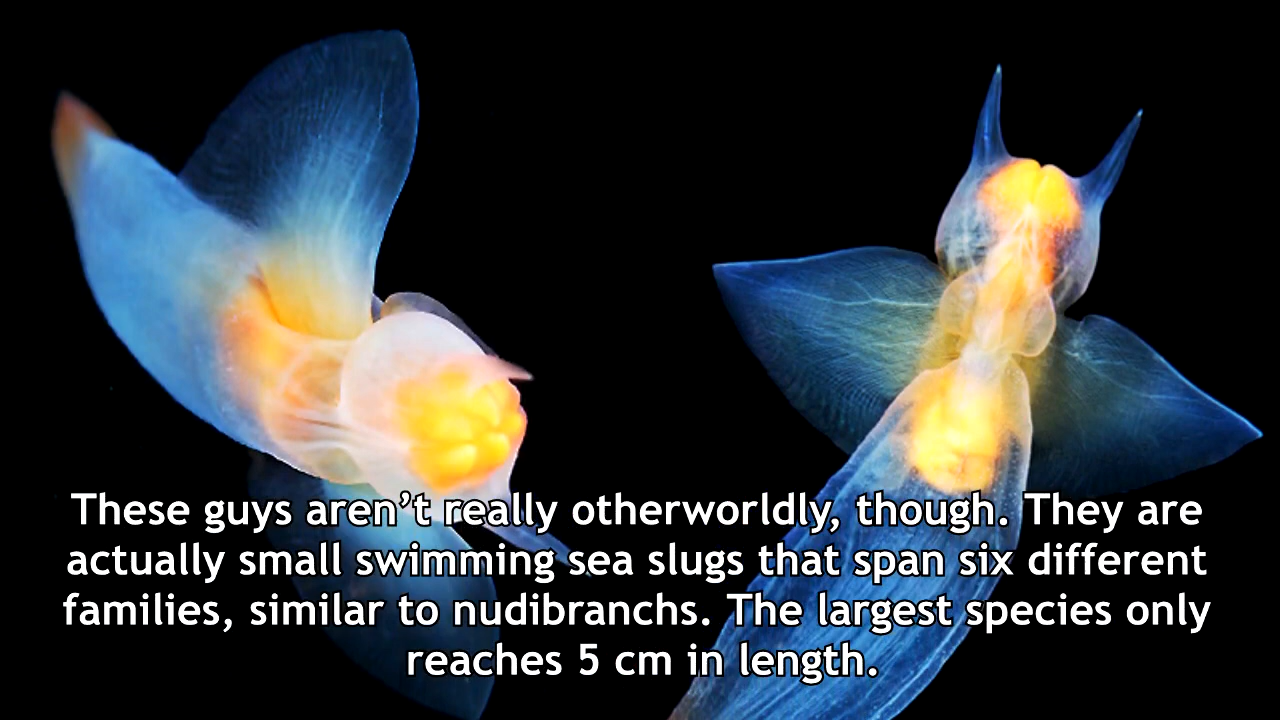 These guys aren’t really otherworldly, though. They are
actually small swimming sea slugs that span six different
families, similar to nudibranchs. The largest species only
reaches 5 cm in length.